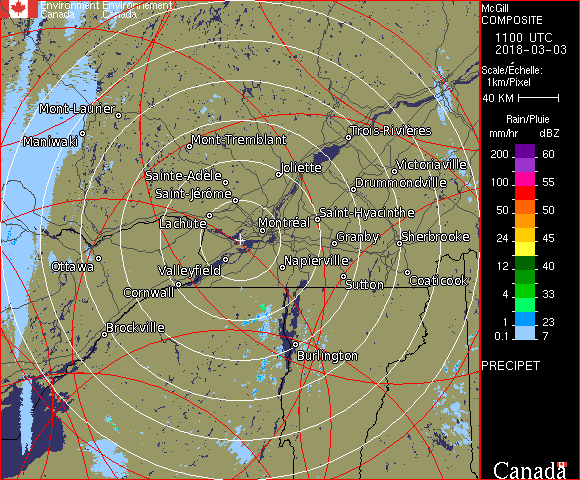 Environment Environnement
Canada Canada
McGill
COMPOSITE
1100 UTC
2018-03-03
Scale/Échelle:
1km/Pixel
40 KM
Rain/Pluie
mm/hr dBZ
200 60
150 57
100 55
50 50
24 45
12 40
4 33
1 23
0.1 7
PRECIPET
Canada
Mont-Laurier
Maniwaki
Mont-Tremblant
Trois-Rivières
Sainte-Adèle
Joliette
Victoriaville
Saint-Jérôme
Drummondville
Lachute
Montréal
Saint-Hyacinthe
Granby
Sherbrooke
Ottawa
Valleyfield
Napierville
Cornwall
Sutton
Coaticook
Brockville
Burlington